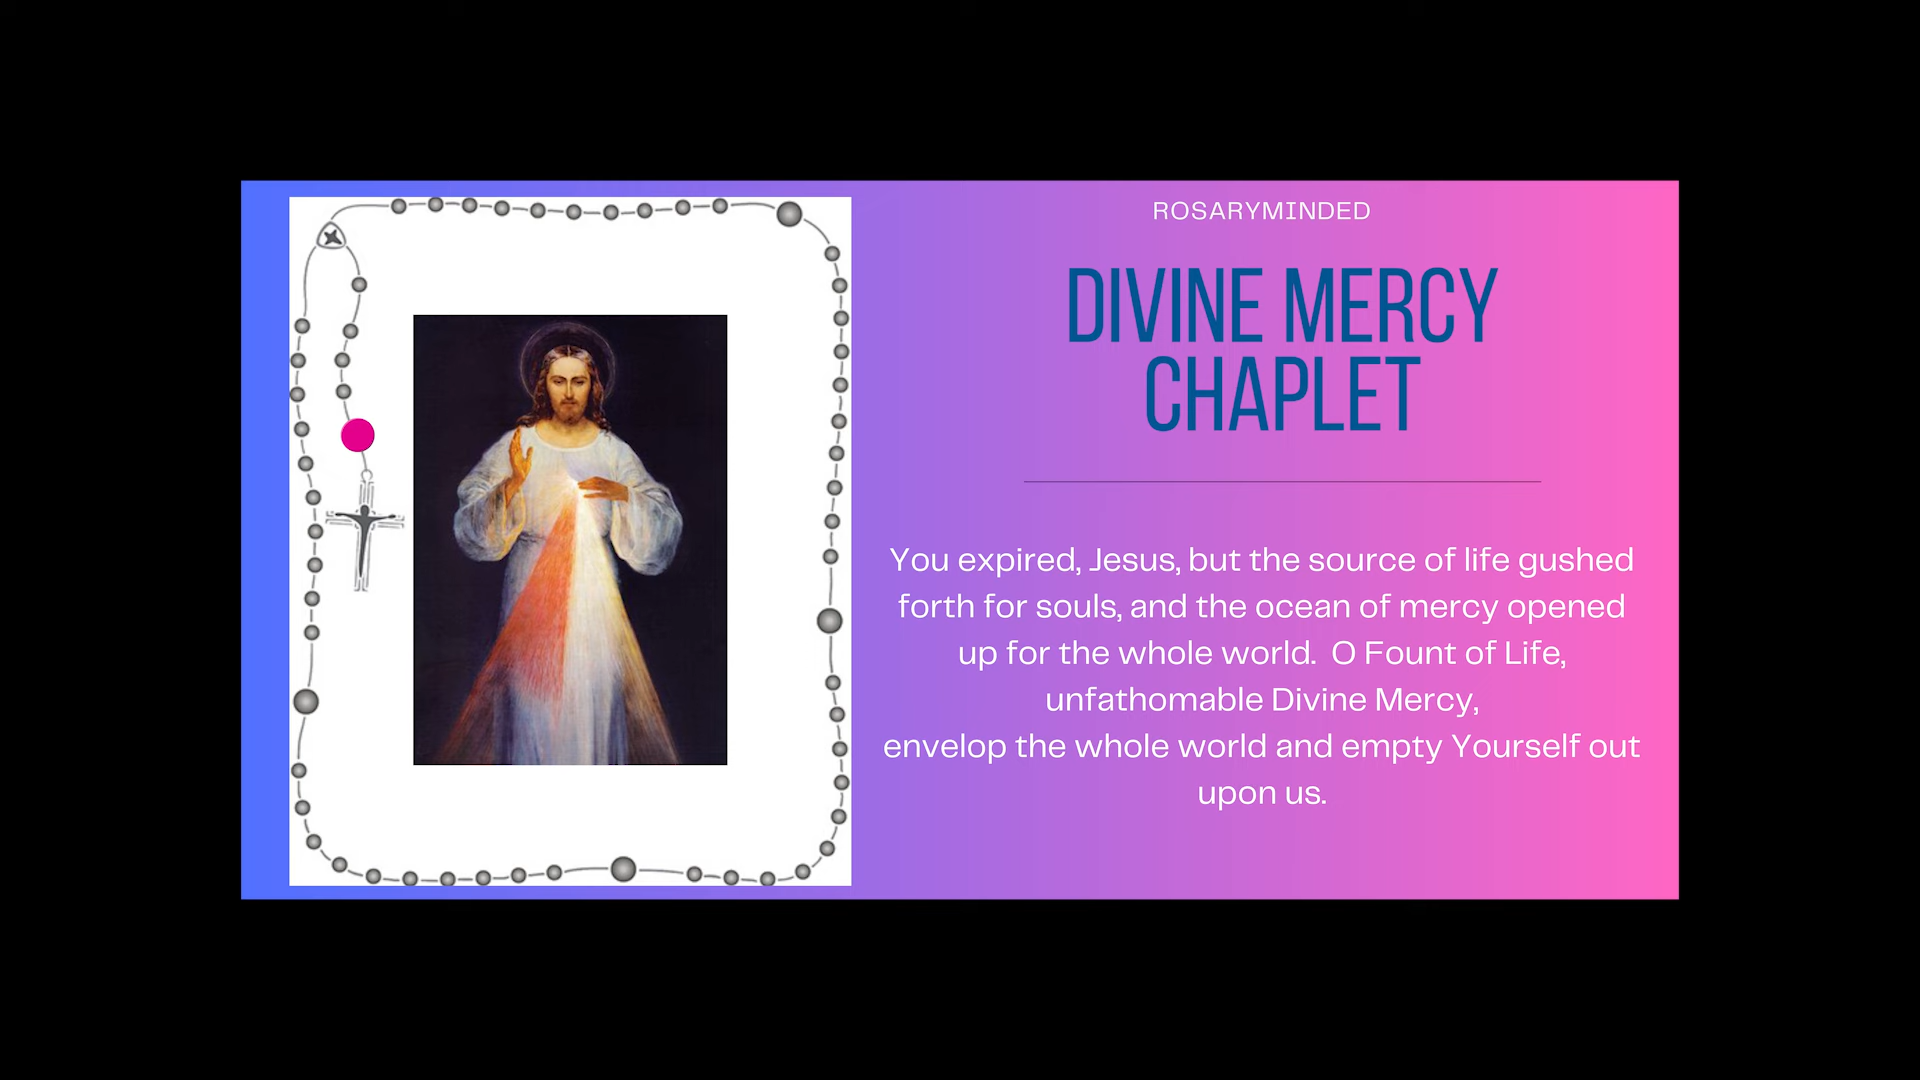 ROSARYMINDED
DIVINE MERCY
CHAPLET
You expired, Jesus, but the source of life gushed
forth for souls, and the ocean of mercy opened
up for the whole world.  O Fount of Life,
unfathomable Divine Mercy,
envelop the whole world and empty Yourself out
upon us.